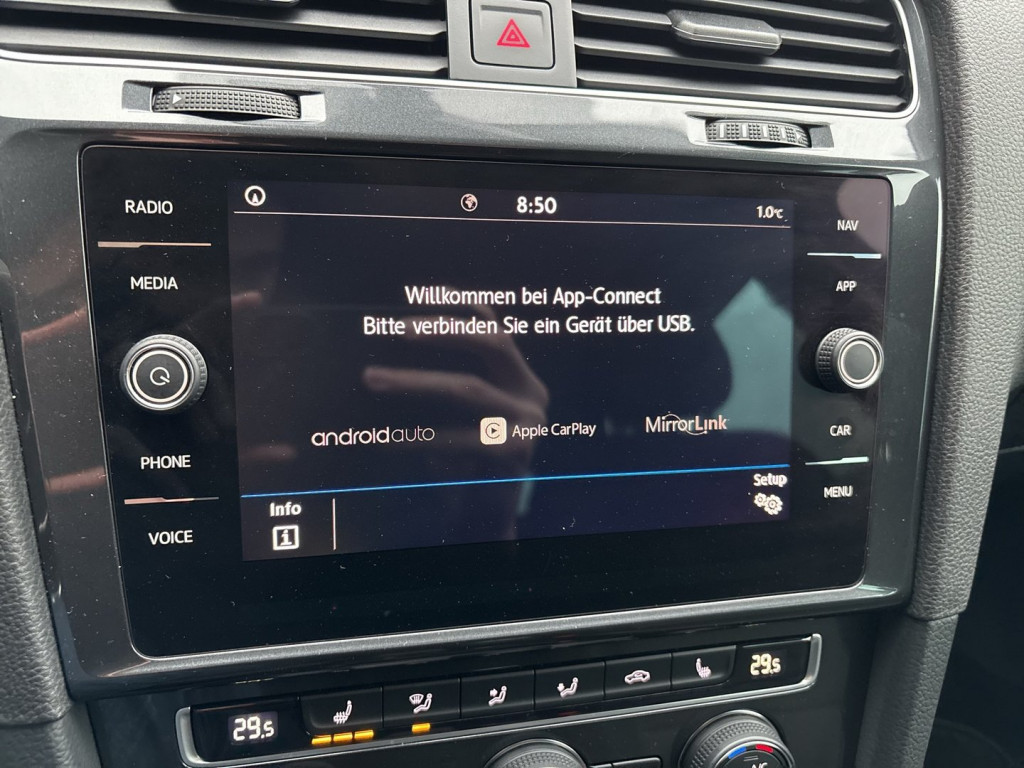 RADIO
MEDIA
PHONE
VOICE
8:50
1.0°C
Willkommen bei App-Connect
Bitte verbinden Sie ein Gerät über USB.
androidauto
Apple CarPlay
MirrorLink
Info
Setup
NAV
APP
CAR
MENU
29.5
29.5
A/C